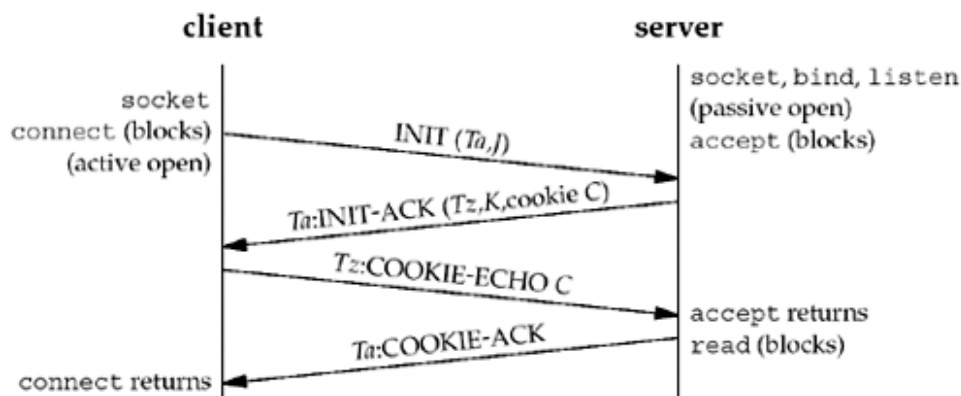 client
server
socket
connect (blocks)
(active open)
socket, bind, listen
(passive open)
accept (blocks)
INIT (Ta,J)
Ta:INIT-ACK (Tz,K,cookie C)
Tz:COOKIE-ECHO C
accept returns
read (blocks)
Ta:COOKIE-ACK
connect returns